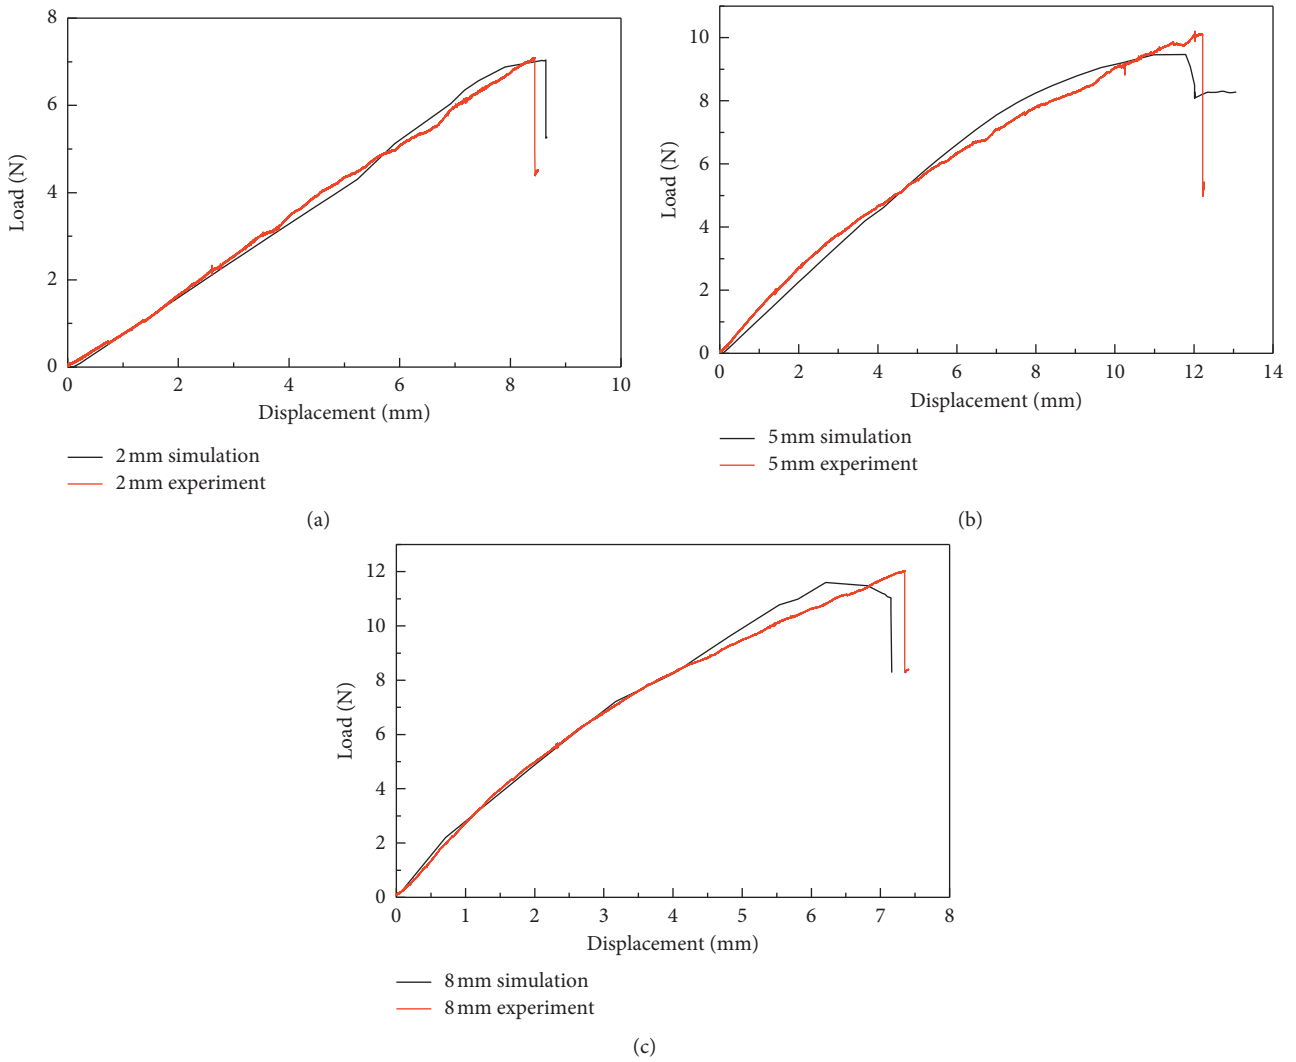 8
6
4
2
0
Load (N)
0 2 4 6 8 10
Displacement (mm)
2 mm simulation
2 mm experiment
(a)
10
8
6
4
2
0
Load (N)
0 2 4 6 8 10 12 14
Displacement (mm)
5 mm simulation
5 mm experiment
(b)
12
10
8
6
4
2
0
Load (N)
0 1 2 3 4 5 6 7 8
Displacement (mm)
8 mm simulation
8 mm experiment
(c)